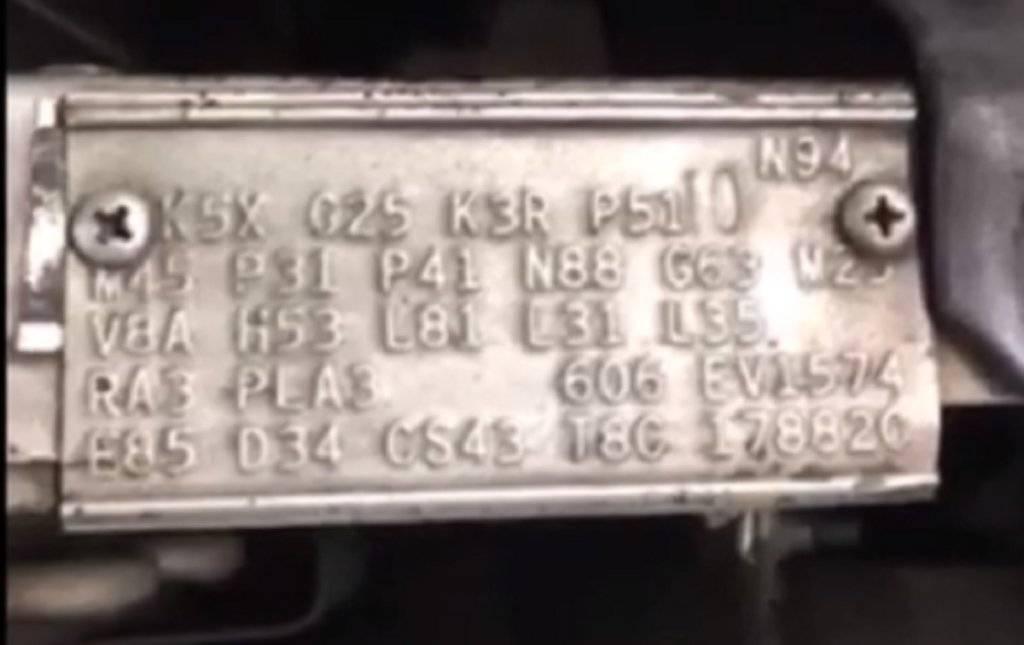 N94
K5X G25 K3R P51
M45 P31 P41 N88 G63
V8A H53 L81 L31 L35
RA3 PLA3 606 EV1574
E85 D34 CS43 T8C 178820